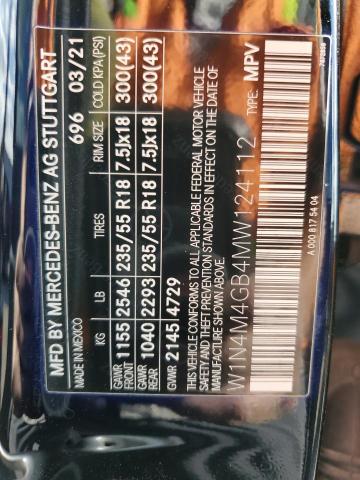 MFD BY MERCEDES-BENZ AG STUTTGART
MADE IN MEXICO 696 03/21
KG LB TIRES RIM SIZE COLD KPA (PSI)
GAWR FRONT 1155 2546 235/55 R18 7.5Jx18 300(43)
GAWR REAR 1040 2293 235/55 R18 7.5Jx18 300(43)
GVWR 2145 4729
THIS VEHICLE CONFORMS TO ALL APPLICABLE FEDERAL MOTOR VEHICLE
SAFETY AND THEFT PREVENTION STANDARDS IN EFFECT ON THE DATE OF
MANUFACTURE SHOWN ABOVE.
W1N4M4GB4MW124112 TYPE: MPV
A 000 817 54 04